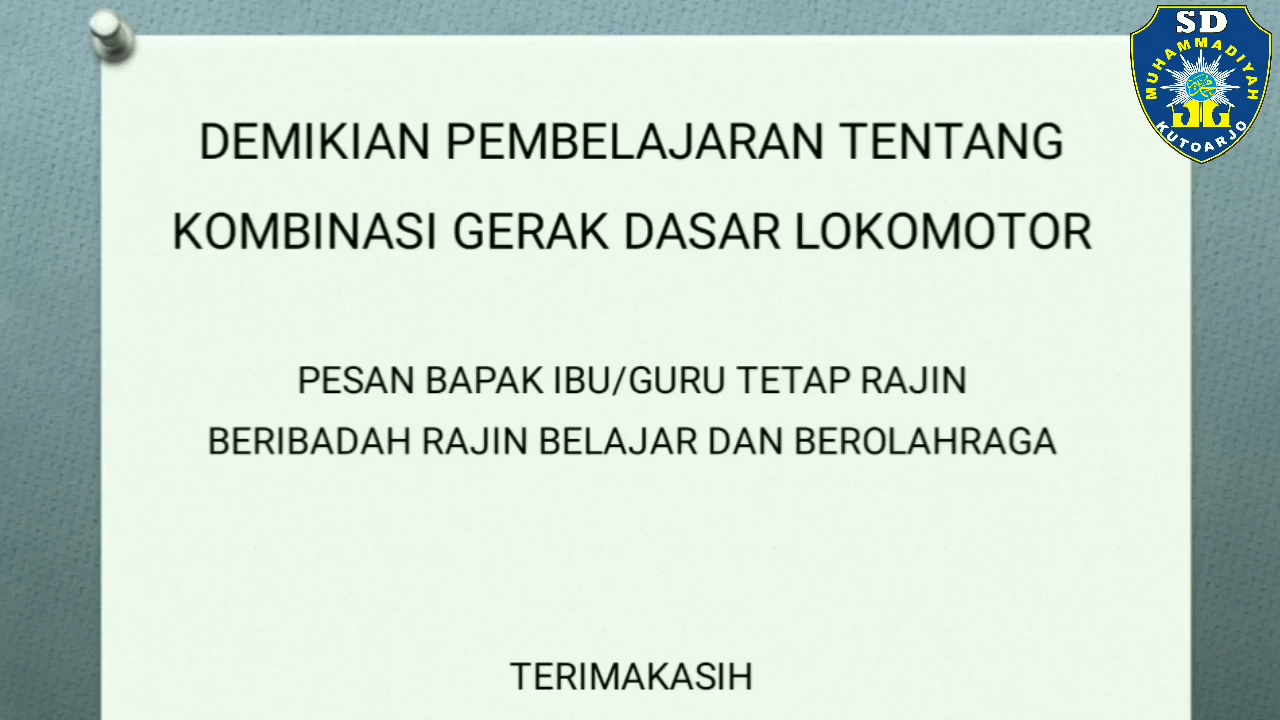 SD
MUHAMMADIYAH
KUTOARJO
DEMIKIAN PEMBELAJARAN TENTANG
KOMBINASI GERAK DASAR LOKOMOTOR
PESAN BAPAK IBU/GURU TETAP RAJIN
BERIBADAH RAJIN BELAJAR DAN BEROLAHRAGA
TERIMAKASIH